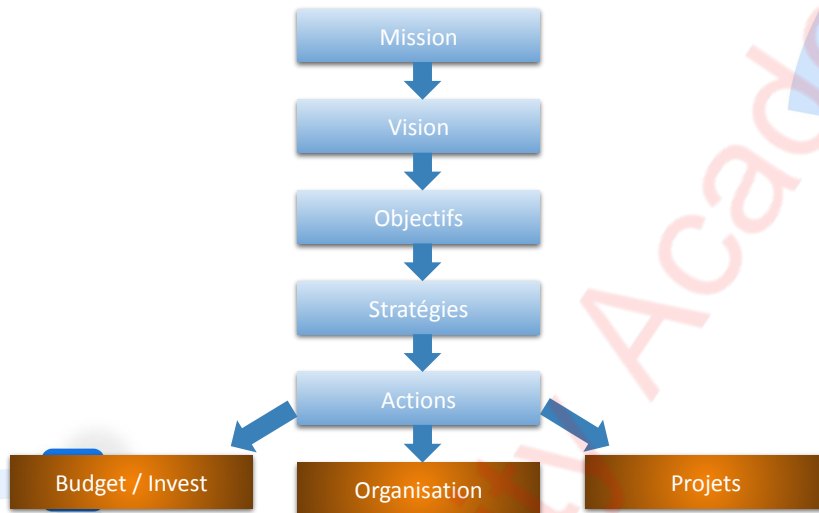 Mission
Vision
Objectifs
Stratégies
Actions
Budget / Invest
Organisation
Projets